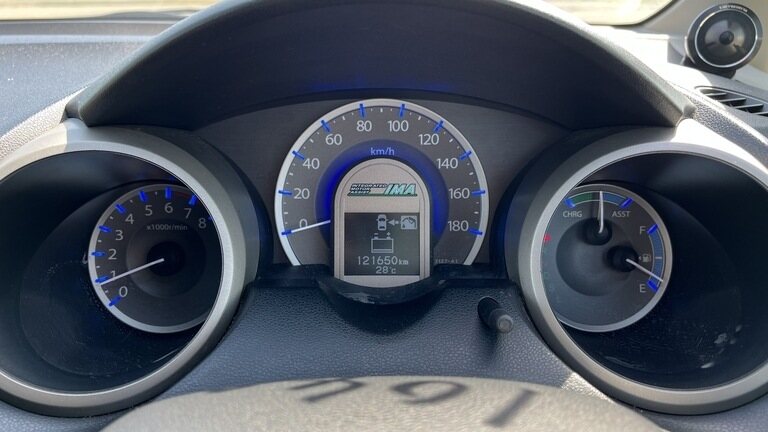 km/h
0
20
40
60
80
100
120
140
160
180
INTEGRATED
MOTOR
ASSIST
IMA
121650 km
28°C
x1000r/min
0
1
2
3
4
5
6
7
8
CHRG
ASST
F
E